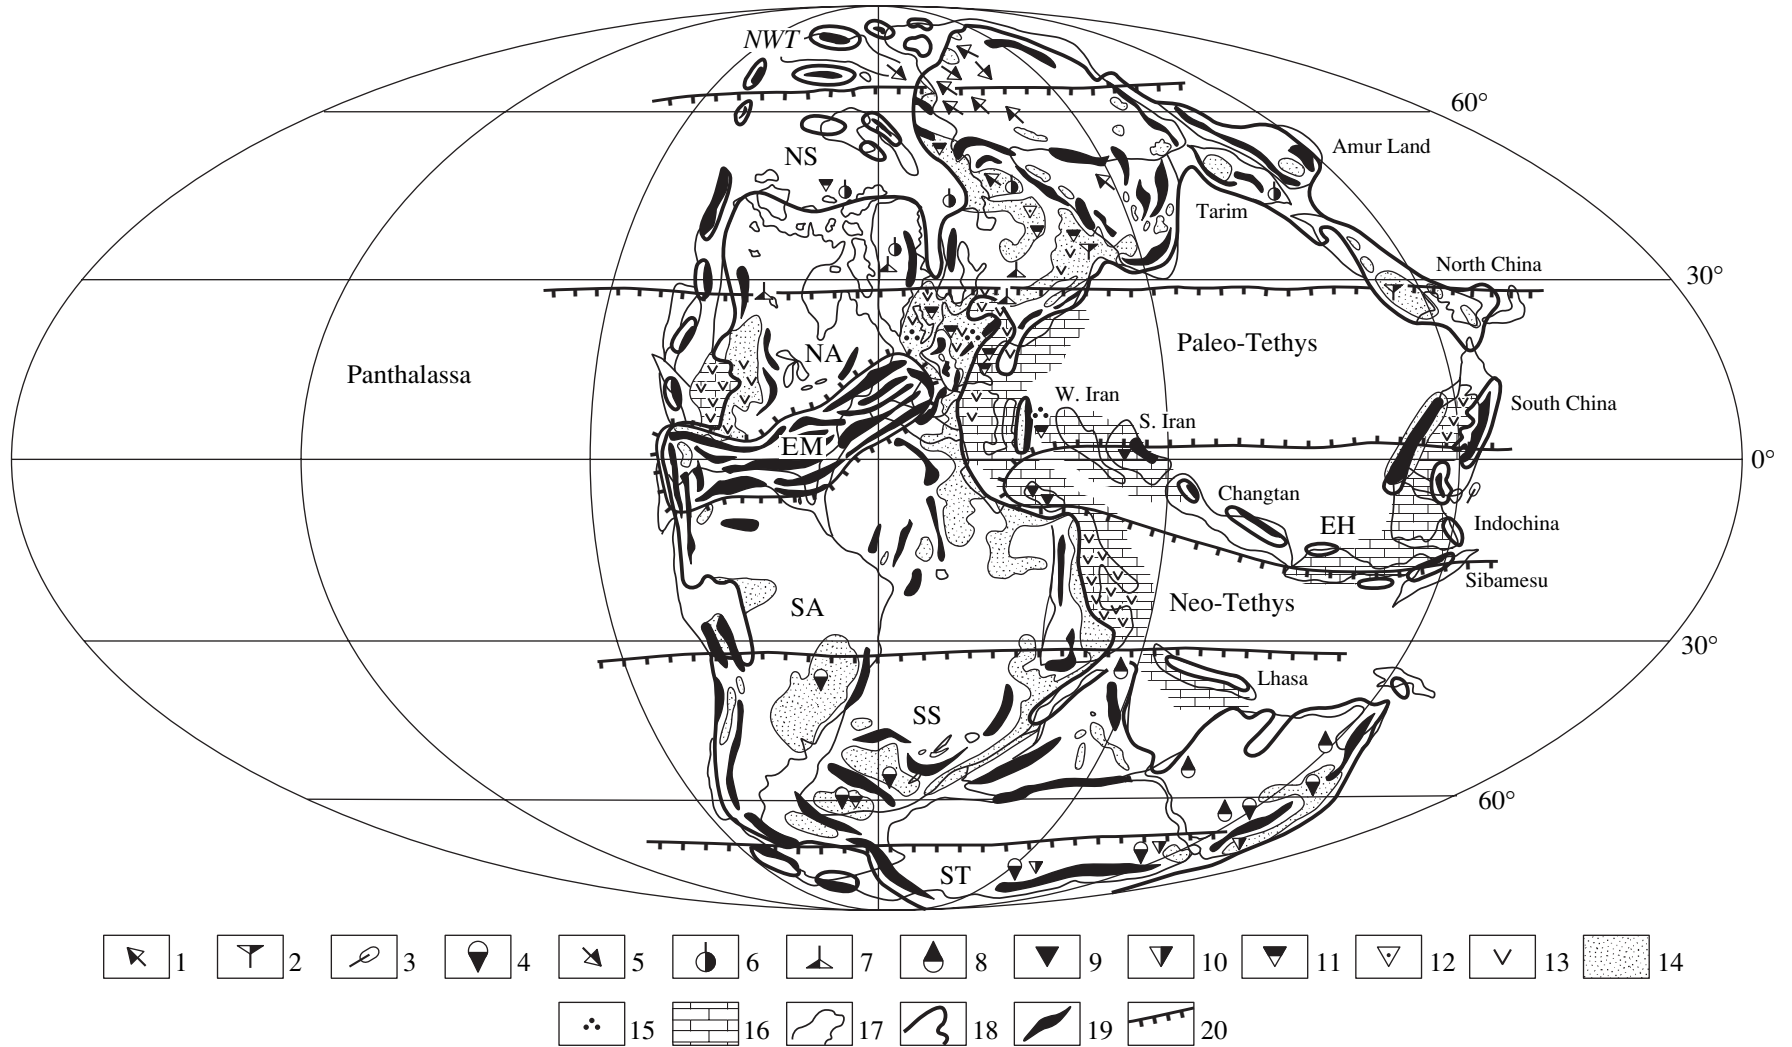 NWT
60°
NS
Amur Land
Tarim
North China
30°
Paleo-Tethys
NA
Panthalassa
W. Iran
South China
S. Iran
EM
0°
Changtan
EH
Indochina
Sibamesu
SA
Neo-Tethys
30°
Lhasa
SS
60°
ST
1 2 3 4 5 6 7 8 9 10 11 12 13 14
15 16 17 18 19 20